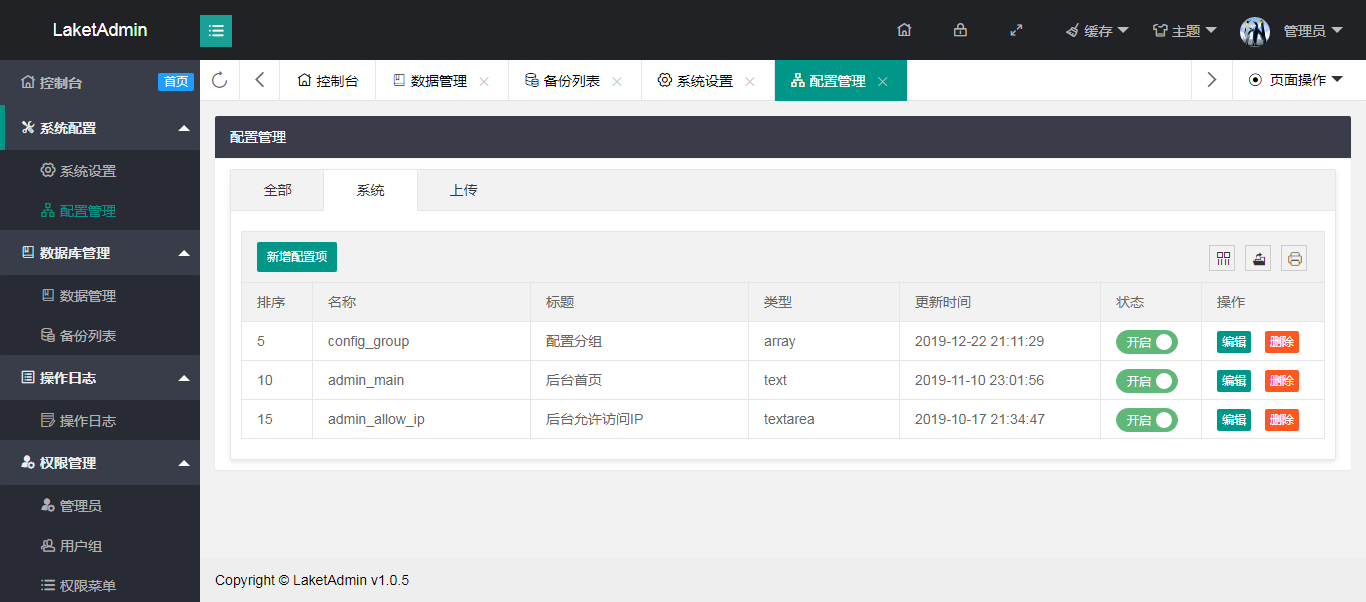 LaketAdmin
缓存
主题
管理员
控制台
首页
系统配置
系统设置
配置管理
数据库管理
数据管理
备份列表
操作日志
操作日志
权限管理
管理员
用户组
权限菜单
控制台
数据管理
备份列表
系统设置
配置管理
页面操作
配置管理
全部
系统
上传
新增配置项
排序 名称 标题 类型 更新时间 状态 操作
5 config_group 配置分组 array 2019-12-22 21:11:29 开启 编辑 删除
10 admin_main 后台首页 text 2019-11-10 23:01:56 开启 编辑 删除
15 admin_allow_ip 后台允许访问IP textarea 2019-10-17 21:34:47 开启 编辑 删除
Copyright © LaketAdmin v1.0.5